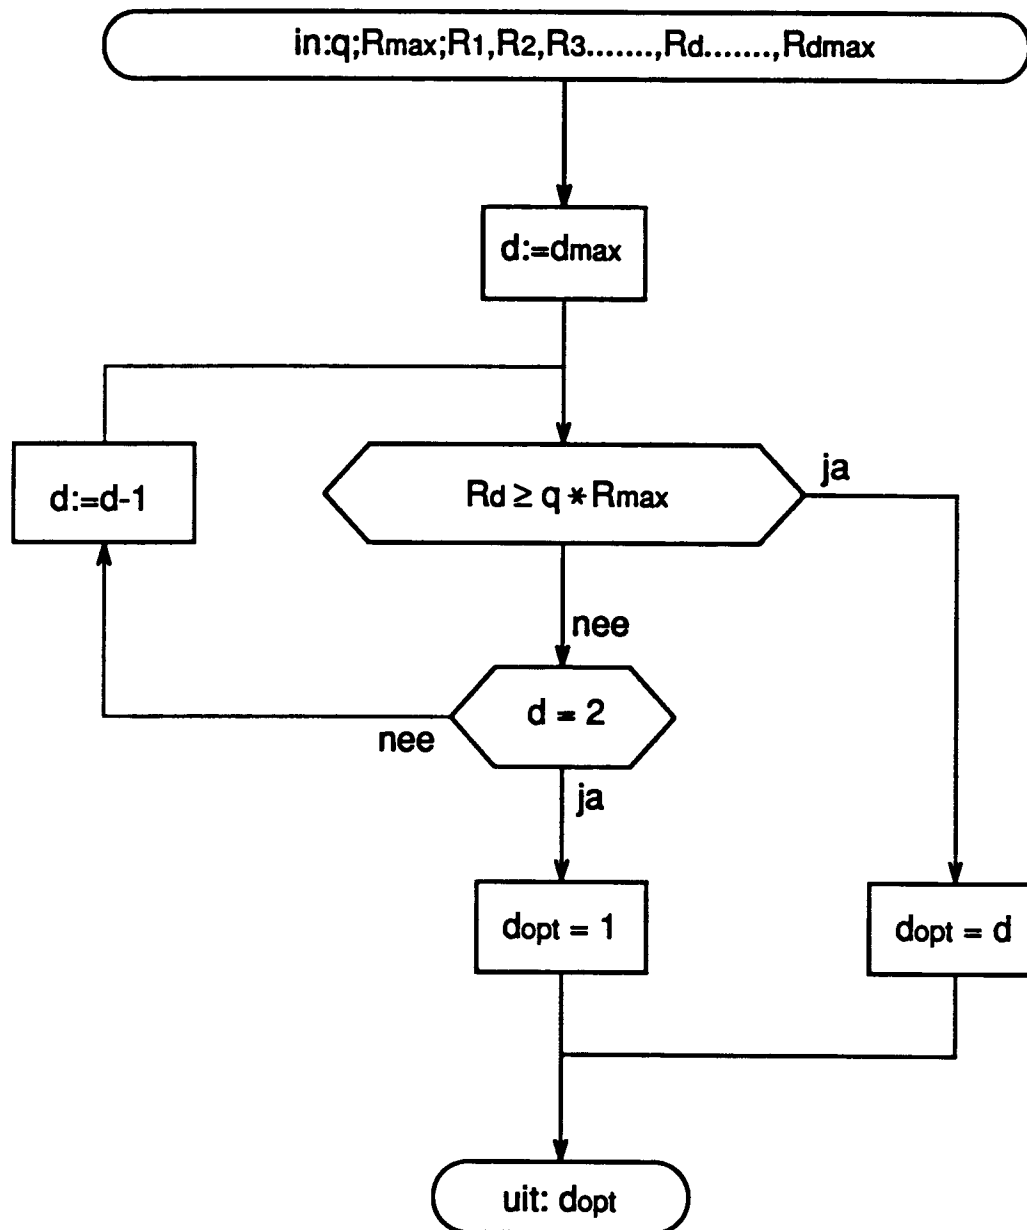 in:q;Rmax;R1,R2,R3.......,Rd.......,Rdmax
d:=dmax
d:=d-1
Rd ≥ q * Rmax
ja
nee
d = 2
nee
ja
dopt = 1
dopt = d
uit: dopt